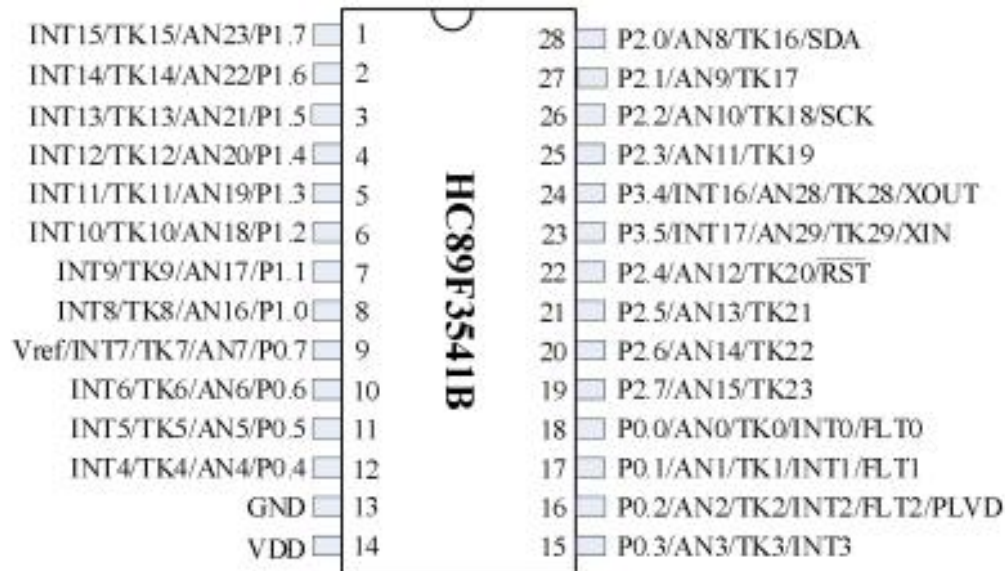 INT15/TK15/AN23/P1.7 1
INT14/TK14/AN22/P1.6 2
INT13/TK13/AN21/P1.5 3
INT12/TK12/AN20/P1.4 4
INT11/TK11/AN19/P1.3 5
INT10/TK10/AN18/P1.2 6
INT9/TK9/AN17/P1.1 7
INT8/TK8/AN16/P1.0 8
Vref/INT7/TK7/AN7/P0.7 9
INT6/TK6/AN6/P0.6 10
INT5/TK5/AN5/P0.5 11
INT4/TK4/AN4/P0.4 12
GND 13
VDD 14
HC89F3541B
28 P2.0/AN8/TK16/SDA
27 P2.1/AN9/TK17
26 P2.2/AN10/TK18/SCK
25 P2.3/AN11/TK19
24 P3.4/INT16/AN28/TK28/XOUT
23 P3.5/INT17/AN29/TK29/XIN
22 P2.4/AN12/TK20/R̅S̅T̅
21 P2.5/AN13/TK21
20 P2.6/AN14/TK22
19 P2.7/AN15/TK23
18 P0.0/AN0/TK0/INT0/FLT0
17 P0.1/AN1/TK1/INT1/FLT1
16 P0.2/AN2/TK2/INT2/FLT2/PLVD
15 P0.3/AN3/TK3/INT3